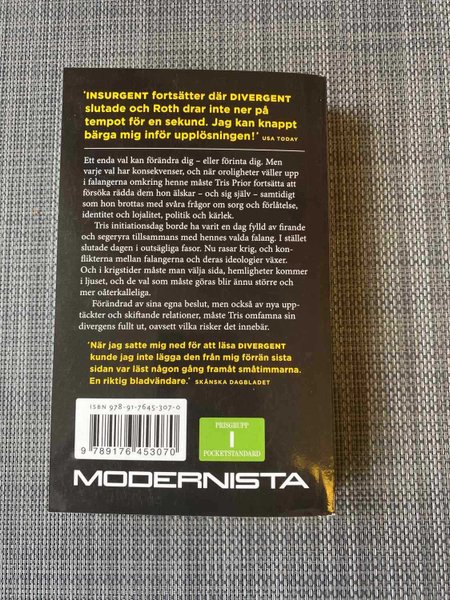 'INSURGENT fortsätter där DIVERGENT
slutade och Roth drar inte ner på
tempot för en sekund. Jag kan knappt
bärga mig inför upplösningen!' USA TODAY
Ett enda val kan förändra dig – eller förinta dig. Men
varje val har konsekvenser, och när oroligheter väller upp
i falangerna omkring henne måste Tris Prior fortsätta att
försöka rädda dem hon älskar – och sig själv – samtidigt
som hon brottas med svåra frågor om sorg och förlåtelse,
identitet och lojalitet, politik och kärlek.
Tris initiationsdag borde ha varit en dag fylld av firande
och segeryra tillsammans med hennes valda falang. I stället
slutade dagen i outsägliga fasor. Nu rasar krig, och kon-
flikterna mellan falangerna och deras ideologier växer.
Och i krigstider måste man välja sida, hemligheter kommer
i ljuset, och de val som måste göras blir ännu större och
mer oåterkalleliga.
Förändrad av sina egna beslut, men också av nya upp-
täckter och skiftande relationer, måste Tris omfamna sin
divergens fullt ut, oavsett vilka risker det innebär.
'När jag satte mig ned för att läsa DIVERGENT
kunde jag inte lägga den från mig förrän sista
sidan var läst någon gång framåt småtimmarna.
En riktig bladvändare.' SKÅNSKA DAGBLADET
ISBN 978-91-7645-307-0
9 789176 453070
PRISGRUPP
I
POCKETSTANDARD
MODERNISTA